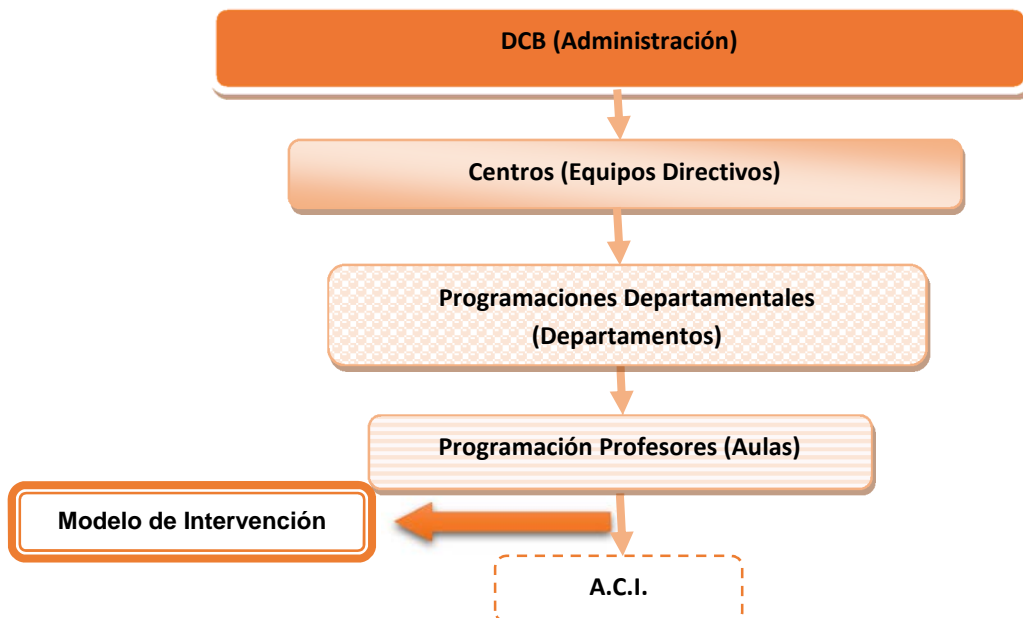 DCB (Administración)
Centros (Equipos Directivos)
Programaciones Departamentales
(Departamentos)
Programación Profesores (Aulas)
Modelo de Intervención
A.C.I.